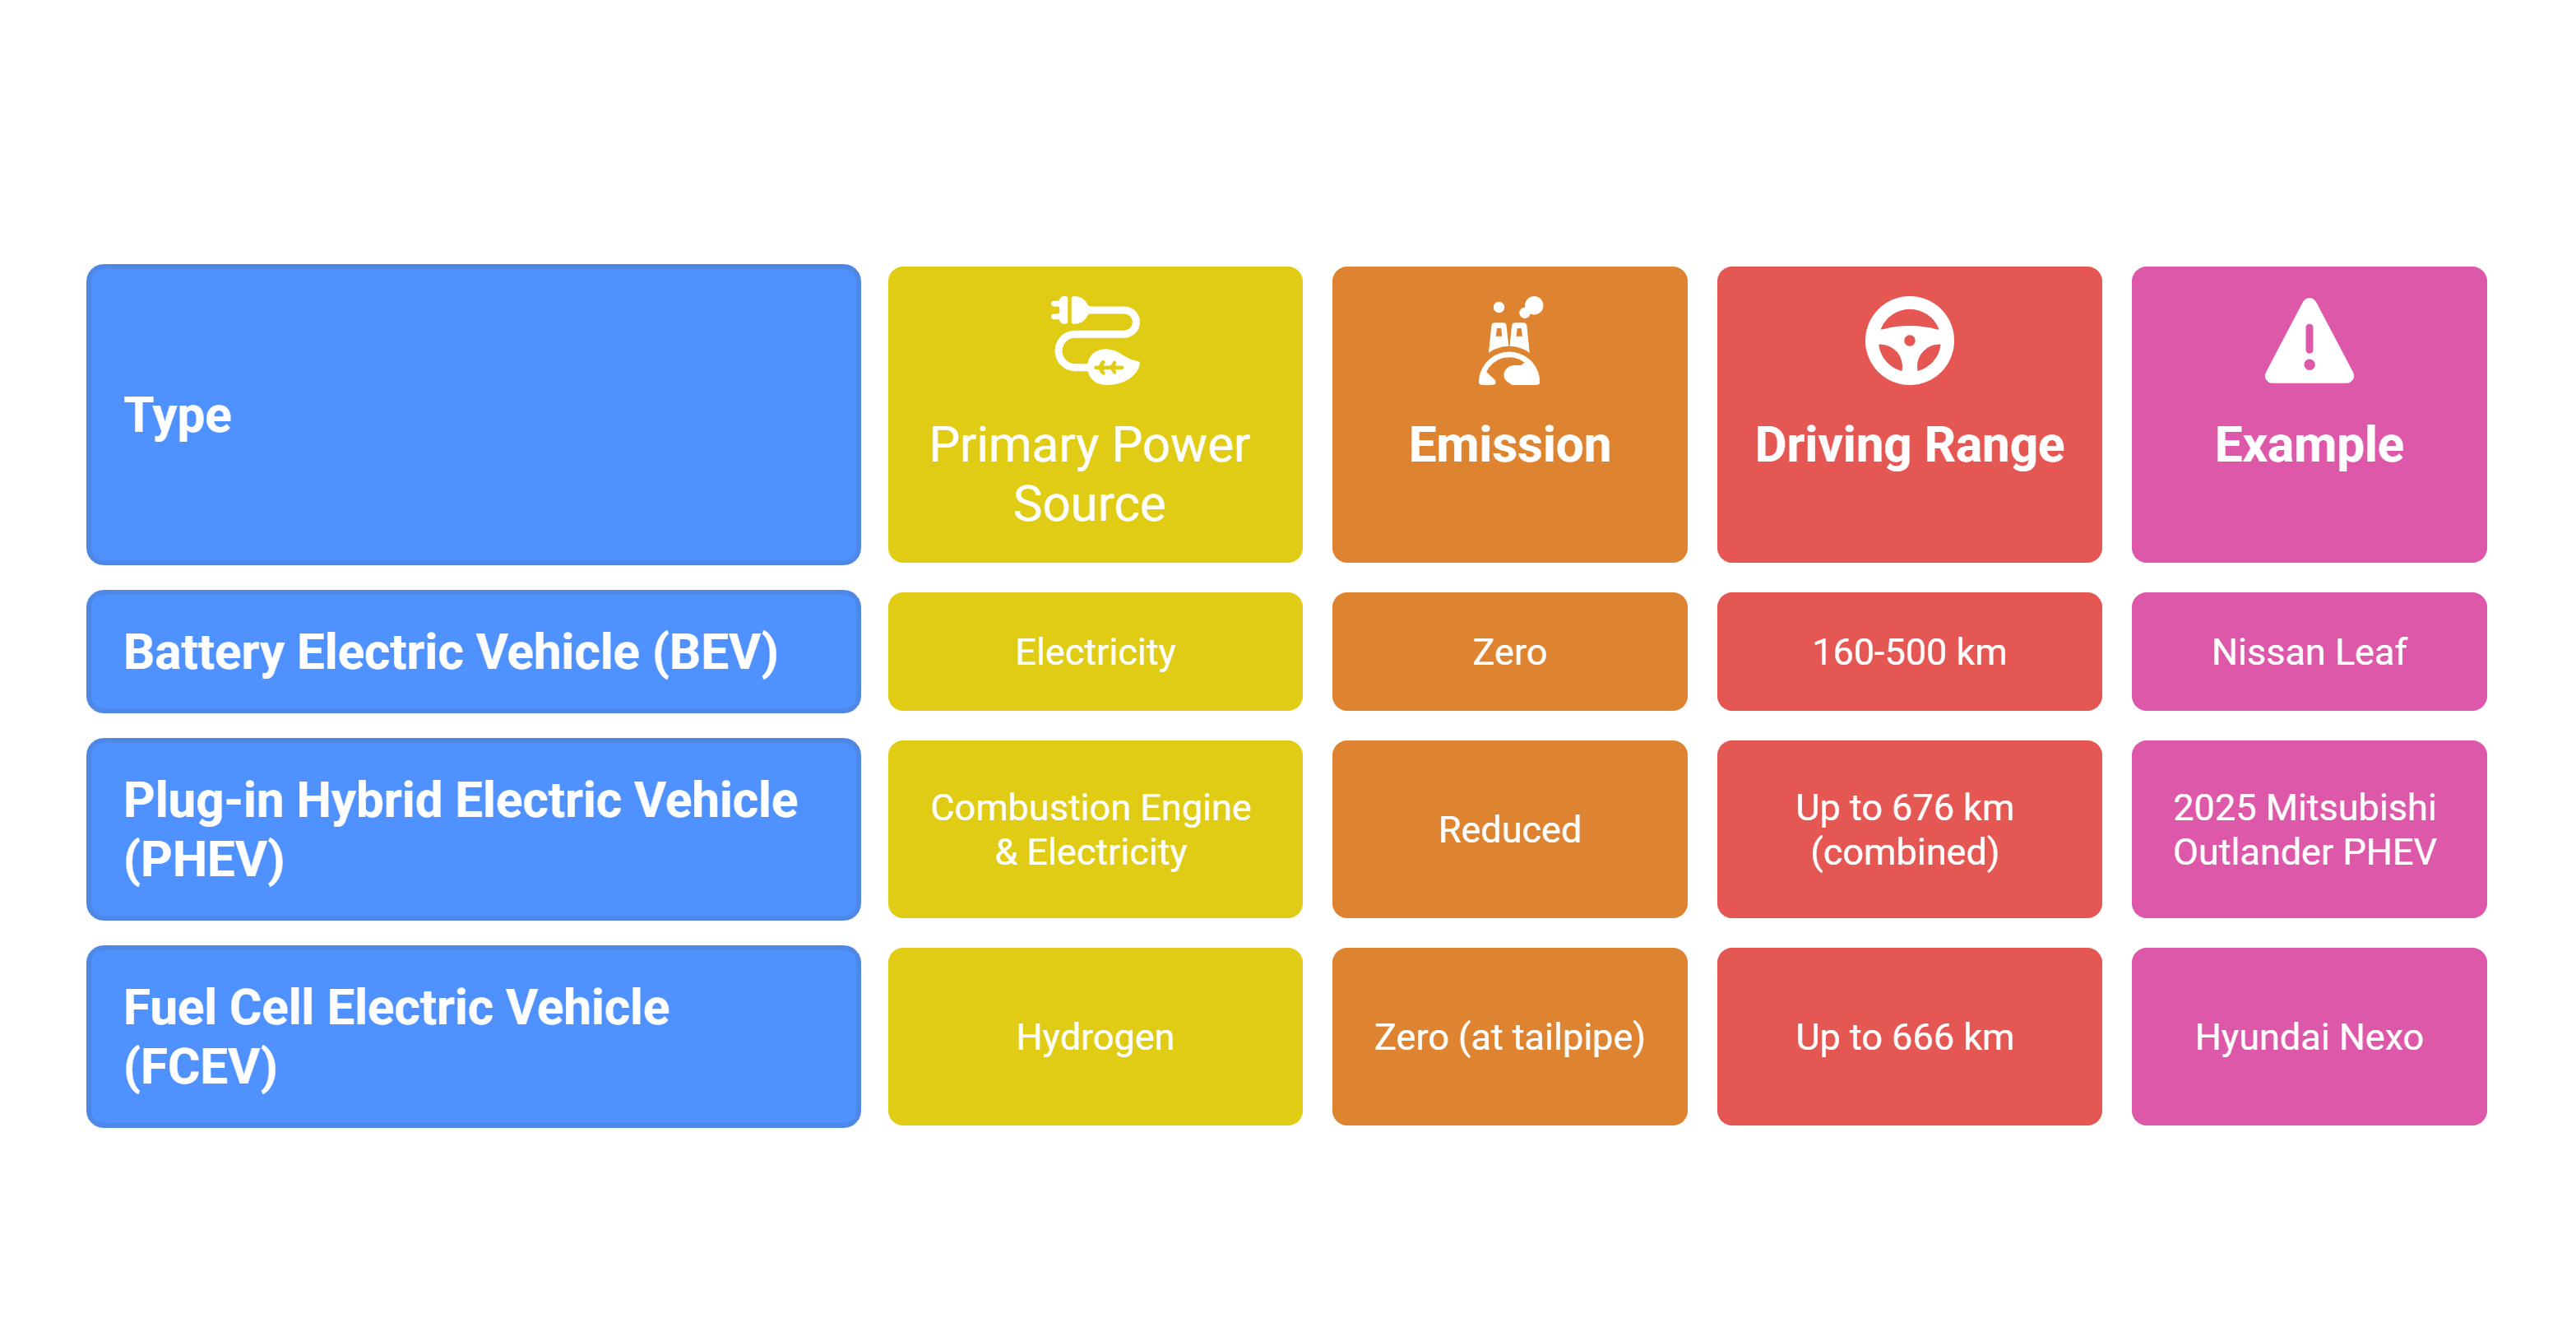 Type
Primary Power
Source
Emission
Driving Range
Example
Battery Electric Vehicle (BEV)
Electricity
Zero
160-500 km
Nissan Leaf
Plug-in Hybrid Electric Vehicle
(PHEV)
Combustion Engine
& Electricity
Reduced
Up to 676 km
(combined)
2025 Mitsubishi
Outlander PHEV
Fuel Cell Electric Vehicle
(FCEV)
Hydrogen
Zero (at tailpipe)
Up to 666 km
Hyundai Nexo